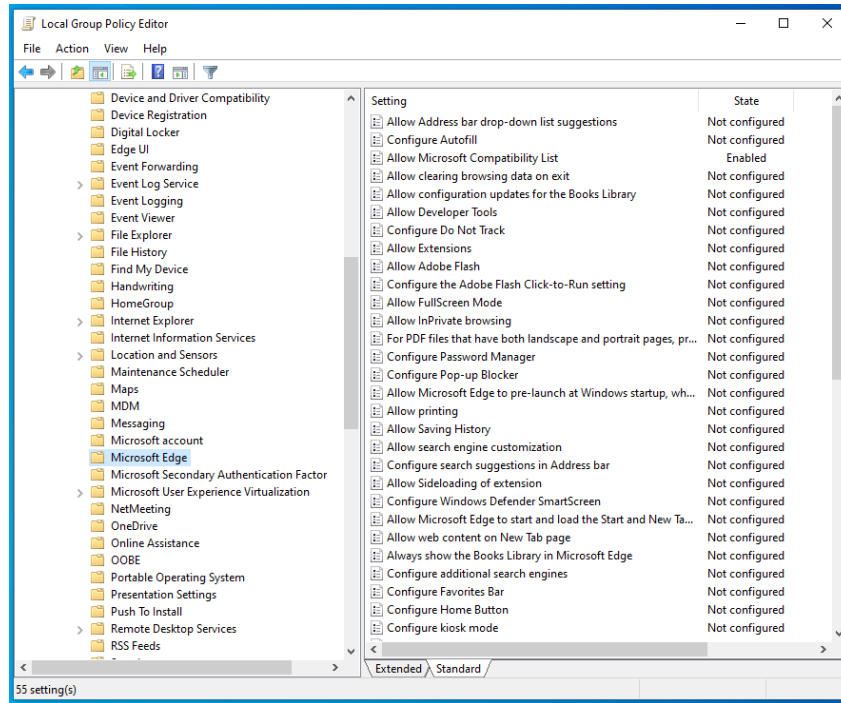 Local Group Policy Editor
File Action View Help
Device and Driver Compatibility
Device Registration
Digital Locker
Edge UI
Event Forwarding
Event Log Service
Event Logging
Event Viewer
File Explorer
File History
Find My Device
Handwriting
HomeGroup
Internet Explorer
Internet Information Services
Location and Sensors
Maintenance Scheduler
Maps
MDM
Messaging
Microsoft account
Microsoft Edge
Microsoft Secondary Authentication Factor
Microsoft User Experience Virtualization
NetMeeting
OneDrive
Online Assistance
OOBE
Portable Operating System
Presentation Settings
Push To Install
Remote Desktop Services
RSS Feeds
Setting State
Allow Address bar drop-down list suggestions Not configured
Configure Autofill Not configured
Allow Microsoft Compatibility List Enabled
Allow clearing browsing data on exit Not configured
Allow configuration updates for the Books Library Not configured
Allow Developer Tools Not configured
Configure Do Not Track Not configured
Allow Extensions Not configured
Allow Adobe Flash Not configured
Configure the Adobe Flash Click-to-Run setting Not configured
Allow FullScreen Mode Not configured
Allow InPrivate browsing Not configured
For PDF files that have both landscape and portrait pages, pr... Not configured
Configure Password Manager Not configured
Configure Pop-up Blocker Not configured
Allow Microsoft Edge to pre-launch at Windows startup, wh... Not configured
Allow printing Not configured
Allow Saving History Not configured
Allow search engine customization Not configured
Configure search suggestions in Address bar Not configured
Allow Sideloading of extension Not configured
Configure Windows Defender SmartScreen Not configured
Allow Microsoft Edge to start and load the Start and New Ta... Not configured
Allow web content on New Tab page Not configured
Always show the Books Library in Microsoft Edge Not configured
Configure additional search engines Not configured
Configure Favorites Bar Not configured
Configure Home Button Not configured
Configure kiosk mode Not configured
Extended Standard
55 setting(s)